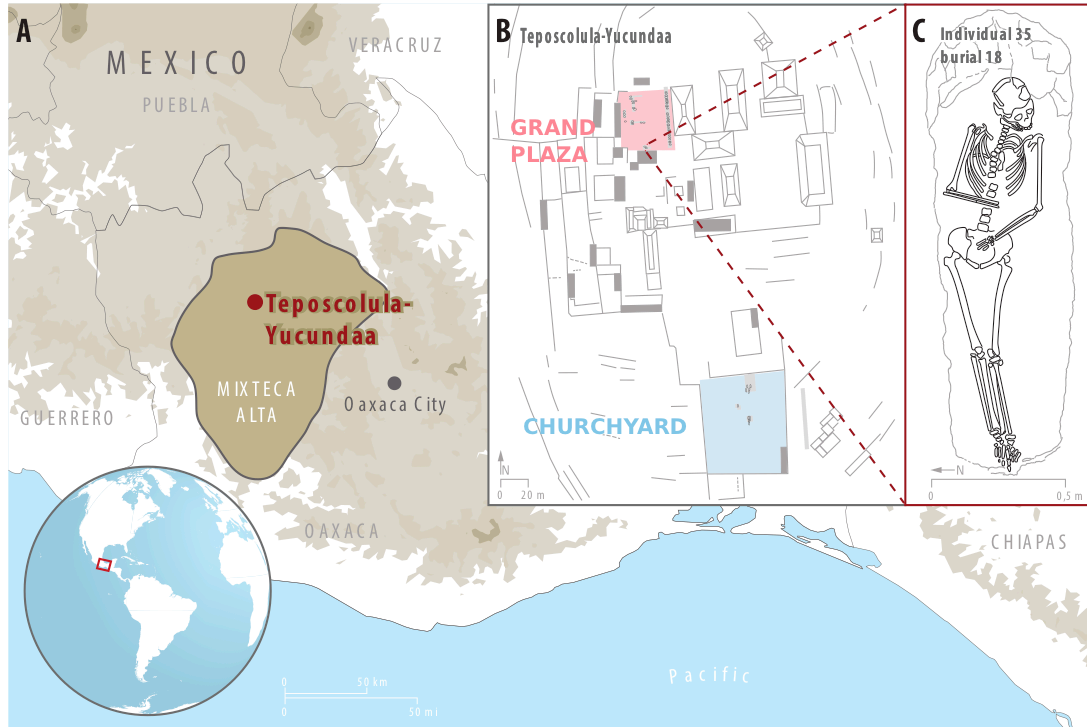 A
MEXICO
PUEBLA
VERACRUZ
Teposcolula-
Yucundaa
MIXTECA
ALTA
Oaxaca City
GUERRERO
OAXACA
CHIAPAS
Pacific
0 50 km
0 50 mi
B Teposcolula-Yucundaa
GRAND
PLAZA
CHURCHYARD
N
0 20 m
C Individual 35
burial 18
N
0 0,5 m